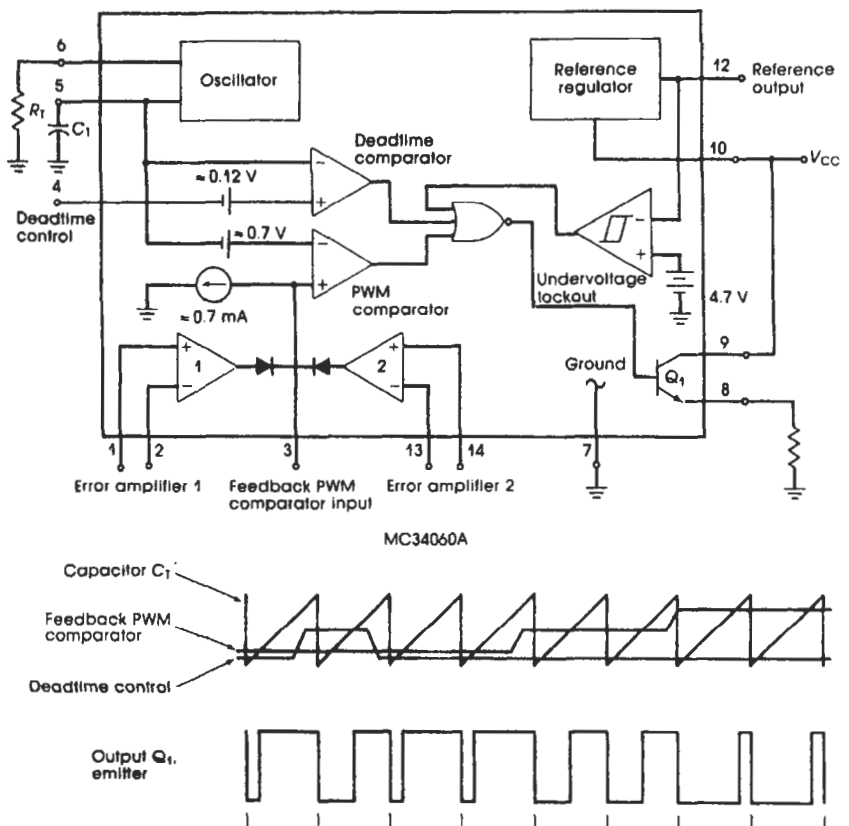 6
Oscillator
Reference
regulator
12
Reference
output
5
R_T
C_T
Deadtime
comparator
10
V_CC
4
≈ 0.12 V
Deadtime
control
≈ 0.7 V
−
+
−
+
−
+
PWM
comparator
Undervoltage
lockout
4.7 V
≈ 0.7 mA
9
Ground
Q_1
8
+
1
−
+
2
−
1
2
3
13
14
7
Error amplifier 1
Feedback PWM
comparator input
Error amplifier 2
MC34060A
Capacitor C_T
Feedback PWM
comparator
Deadtime control
Output Q_1,
emitter